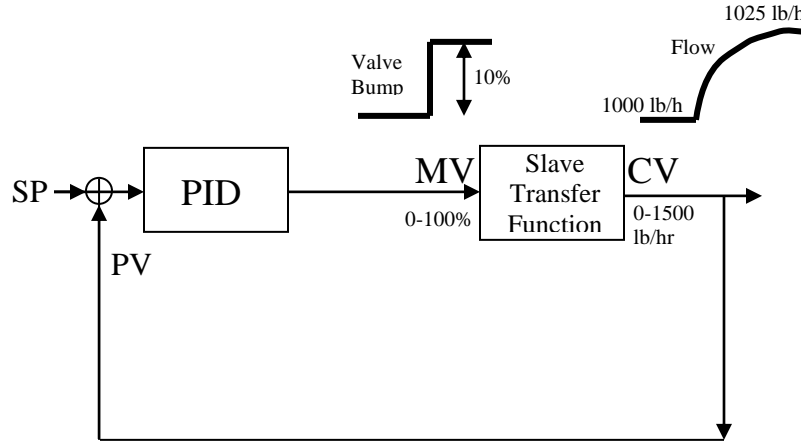 1025 lb/h
Flow
Valve
Bump
10%
1000 lb/h
SP
PID
MV
0-100%
Slave
Transfer
Function
CV
0-1500
lb/hr
PV